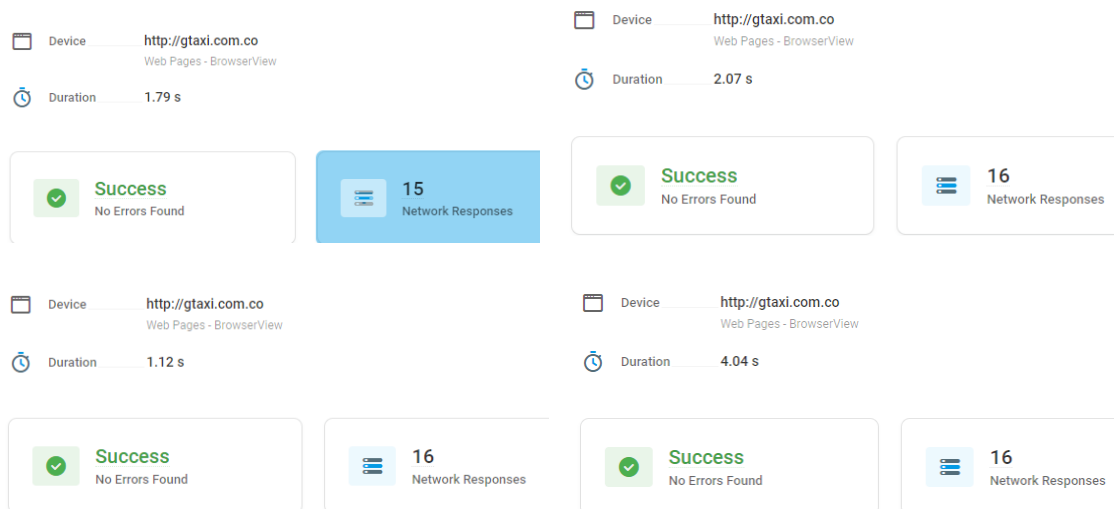 Device http://gtaxi.com.co
Web Pages - BrowserView
Duration 1.79 s
Success
No Errors Found
15
Network Responses
Device http://gtaxi.com.co
Web Pages - BrowserView
Duration 2.07 s
Success
No Errors Found
16
Network Responses
Device http://gtaxi.com.co
Web Pages - BrowserView
Duration 1.12 s
Success
No Errors Found
16
Network Responses
Device http://gtaxi.com.co
Web Pages - BrowserView
Duration 4.04 s
Success
No Errors Found
16
Network Responses